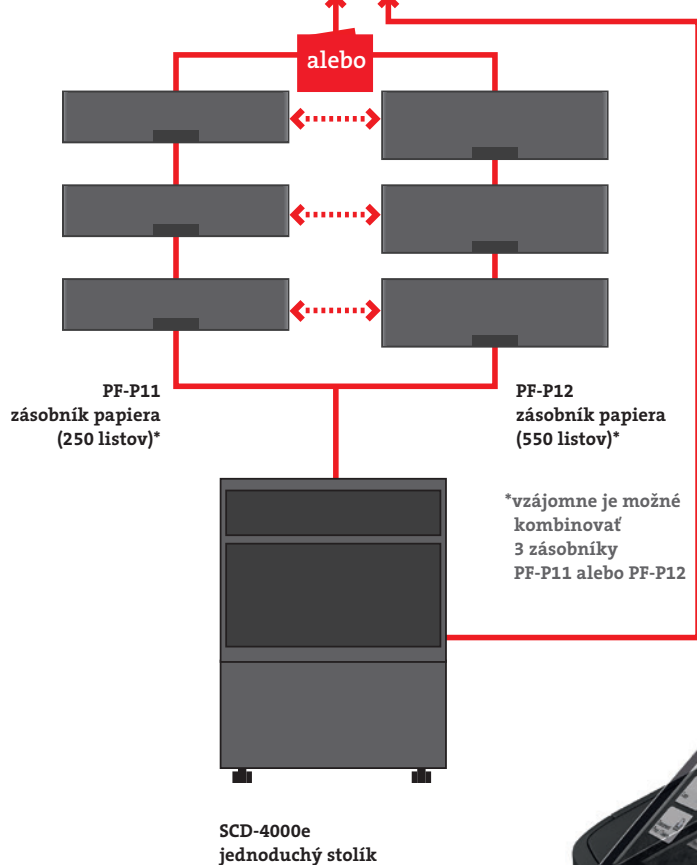 alebo
PF-P11
zásobník papiera
(250 listov)*
PF-P12
zásobník papiera
(550 listov)*
*vzájomne je možné
kombinovať
3 zásobníky
PF-P11 alebo PF-P12
SCD-4000e
jednoduchý stolík